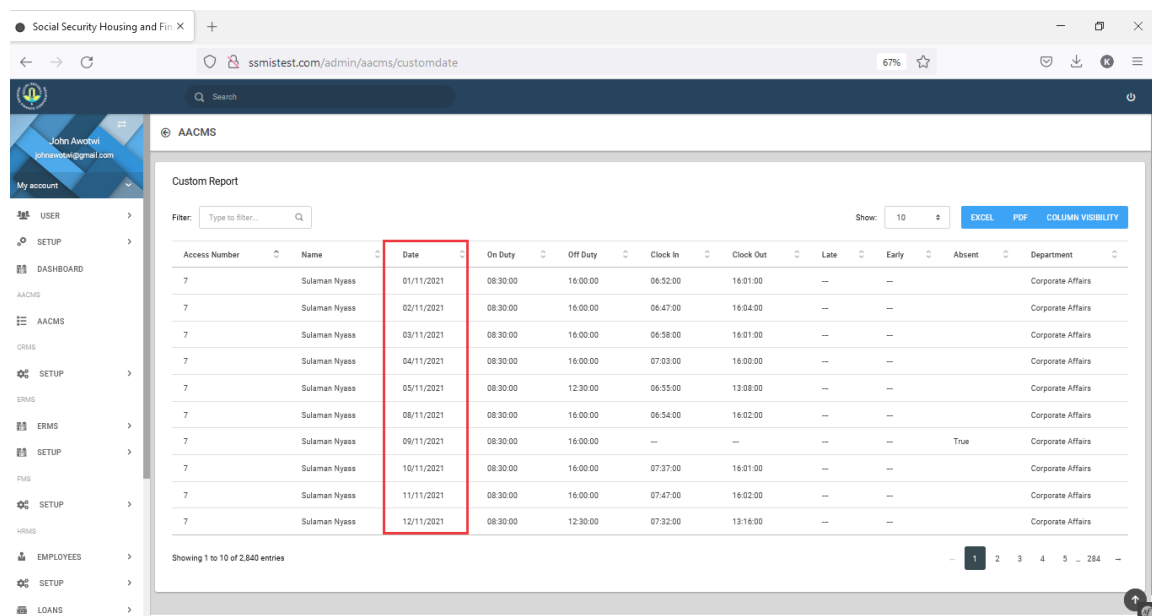 Social Security Housing and Fin
ssmistest.com/admin/aacms/customdate
67%
K
Search
John Awotwi
johnawotwi@gmail.com
My account
USER
SETUP
DASHBOARD
AACMS
AACMS
CRMS
SETUP
ERMS
ERMS
SETUP
FMS
SETUP
HRMS
EMPLOYEES
SETUP
LOANS
AACMS
Custom Report
Filter: Type to filter... Show: 10 EXCEL PDF COLUMN VISIBILITY
Access Number Name Date On Duty Off Duty Clock In Clock Out Late Early Absent Department
7 Sulaman Nyass 01/11/2021 08:30:00 16:00:00 06:52:00 16:01:00 -- -- Corporate Affairs
7 Sulaman Nyass 02/11/2021 08:30:00 16:00:00 06:47:00 16:04:00 -- -- Corporate Affairs
7 Sulaman Nyass 03/11/2021 08:30:00 16:00:00 06:58:00 16:01:00 -- -- Corporate Affairs
7 Sulaman Nyass 04/11/2021 08:30:00 16:00:00 07:03:00 16:00:00 -- -- Corporate Affairs
7 Sulaman Nyass 05/11/2021 08:30:00 12:30:00 06:55:00 13:08:00 -- -- Corporate Affairs
7 Sulaman Nyass 08/11/2021 08:30:00 16:00:00 06:54:00 16:02:00 -- -- Corporate Affairs
7 Sulaman Nyass 09/11/2021 08:30:00 16:00:00 -- -- -- -- True Corporate Affairs
7 Sulaman Nyass 10/11/2021 08:30:00 16:00:00 07:37:00 16:01:00 -- -- Corporate Affairs
7 Sulaman Nyass 11/11/2021 08:30:00 16:00:00 07:47:00 16:02:00 -- -- Corporate Affairs
7 Sulaman Nyass 12/11/2021 08:30:00 12:30:00 07:32:00 13:16:00 -- -- Corporate Affairs
Showing 1 to 10 of 2,840 entries ← 1 2 3 4 5 … 284 →